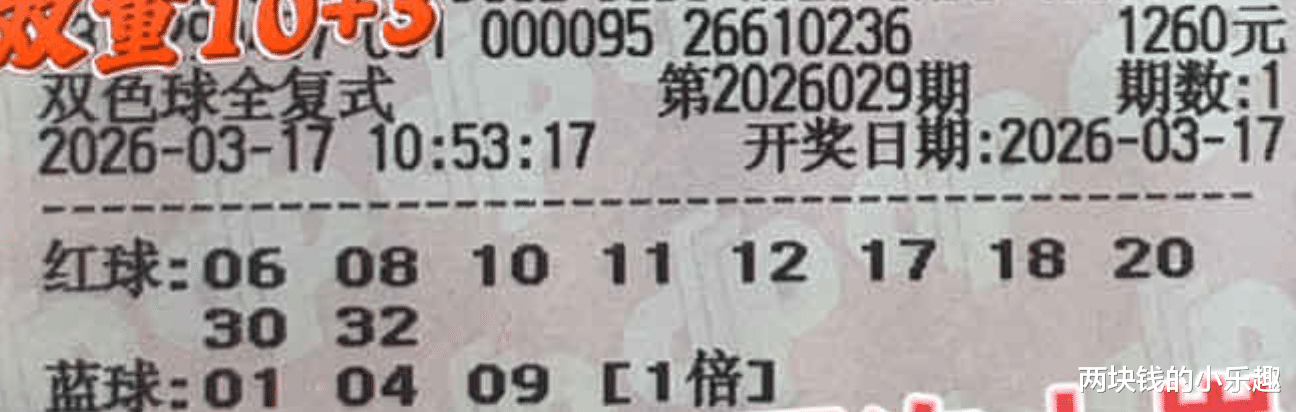 双重10+3
000095 26610236 1260元
双色球全复式 第2026029期 期数:1
2026-03-17 10:53:17 开奖日期:2026-03-17
红球:06 08 10 11 12 17 18 20
30 32
蓝球:01 04 09 [1倍]
两块钱的小乐趣